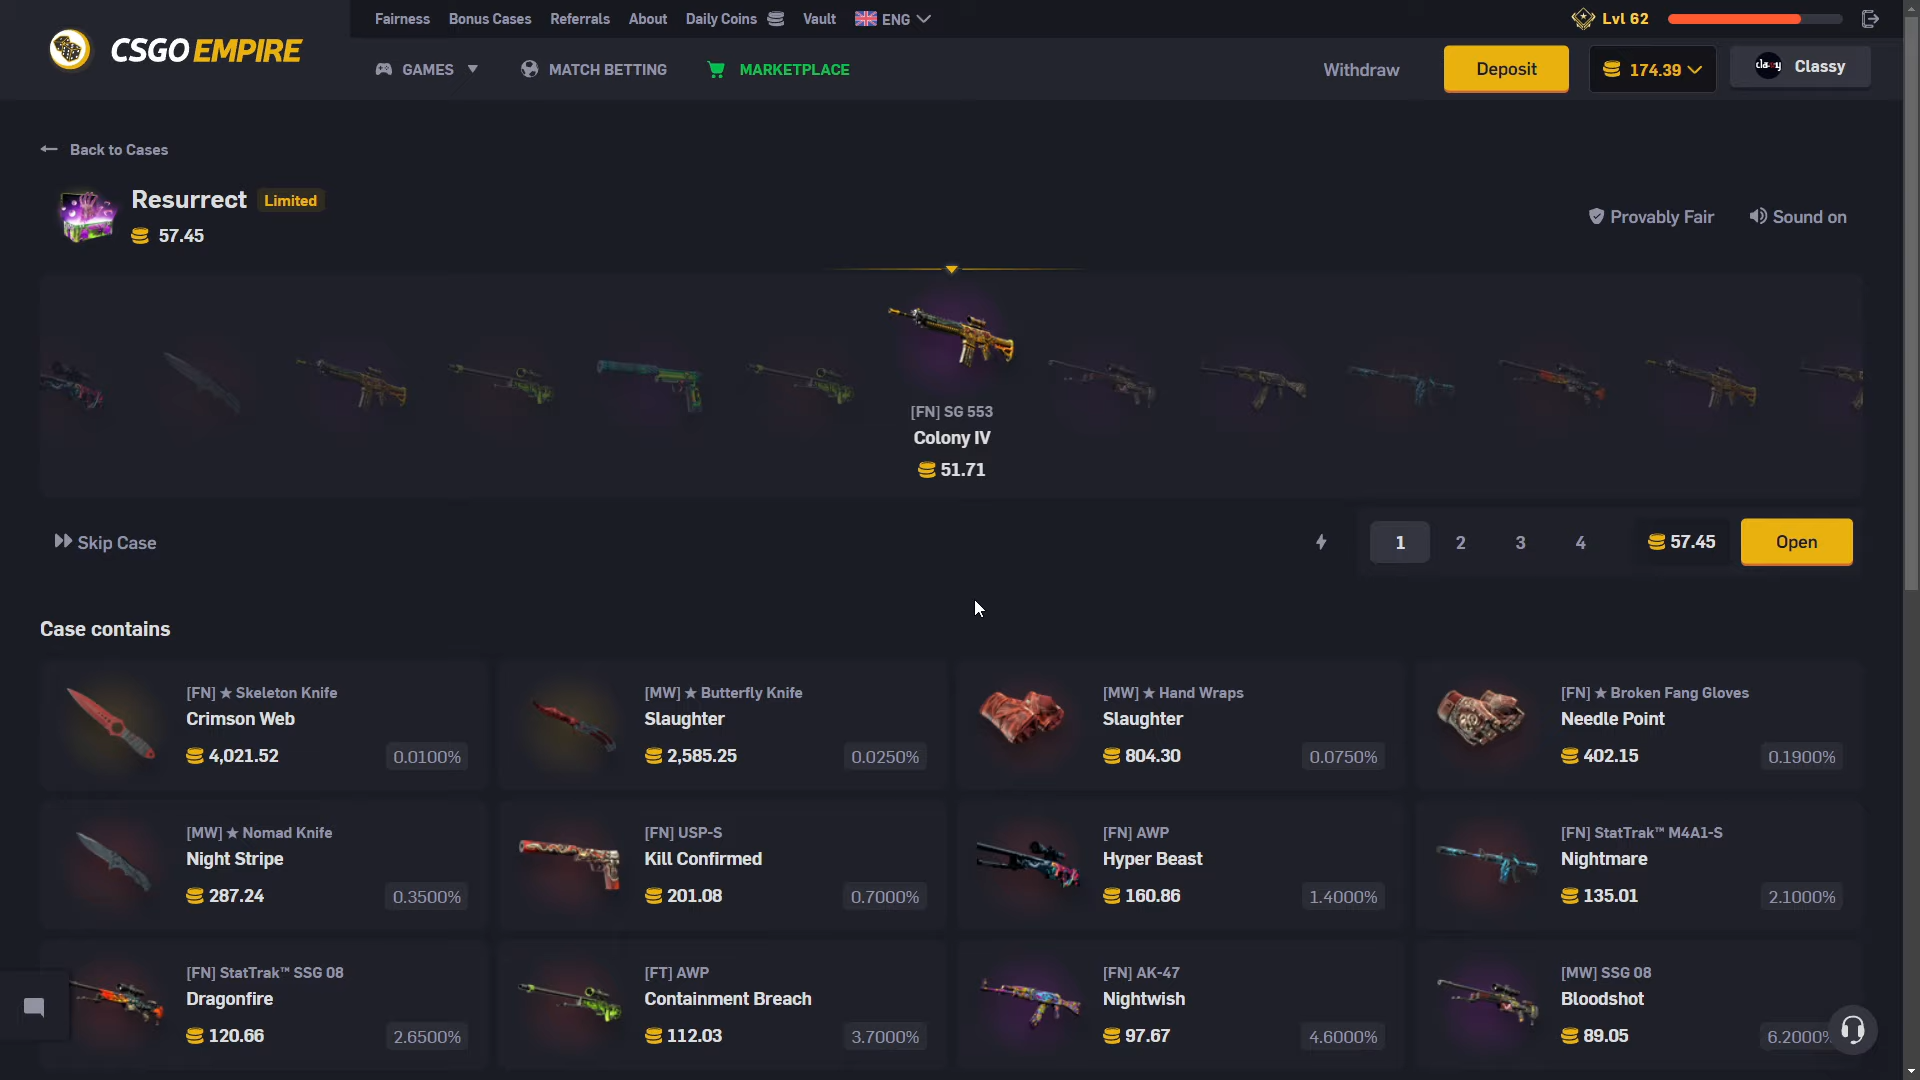 Fairness Bonus Cases Referrals About Daily Coins Vault ENG Lvl 62
CSGOEMPIRE
GAMES MATCH BETTING MARKETPLACE Withdraw Deposit 174.39 Classy
Back to Cases
Resurrect Limited
57.45
Provably Fair Sound on
[FN] SG 553
Colony IV
51.71
Skip Case 1 2 3 4 57.45 Open
Case contains
[FN] ★ Skeleton Knife
Crimson Web
4,021.52 0.0100%
[MW] ★ Butterfly Knife
Slaughter
2,585.25 0.0250%
[MW] ★ Hand Wraps
Slaughter
804.30 0.0750%
[FN] ★ Broken Fang Gloves
Needle Point
402.15 0.1900%
[MW] ★ Nomad Knife
Night Stripe
287.24 0.3500%
[FN] USP-S
Kill Confirmed
201.08 0.7000%
[FN] AWP
Hyper Beast
160.86 1.4000%
[FN] StatTrak™ M4A1-S
Nightmare
135.01 2.1000%
[FN] StatTrak™ SSG 08
Dragonfire
120.66 2.6500%
[FT] AWP
Containment Breach
112.03 3.7000%
[FN] AK-47
Nightwish
97.67 4.6000%
[MW] SSG 08
Bloodshot
89.05 6.2000%